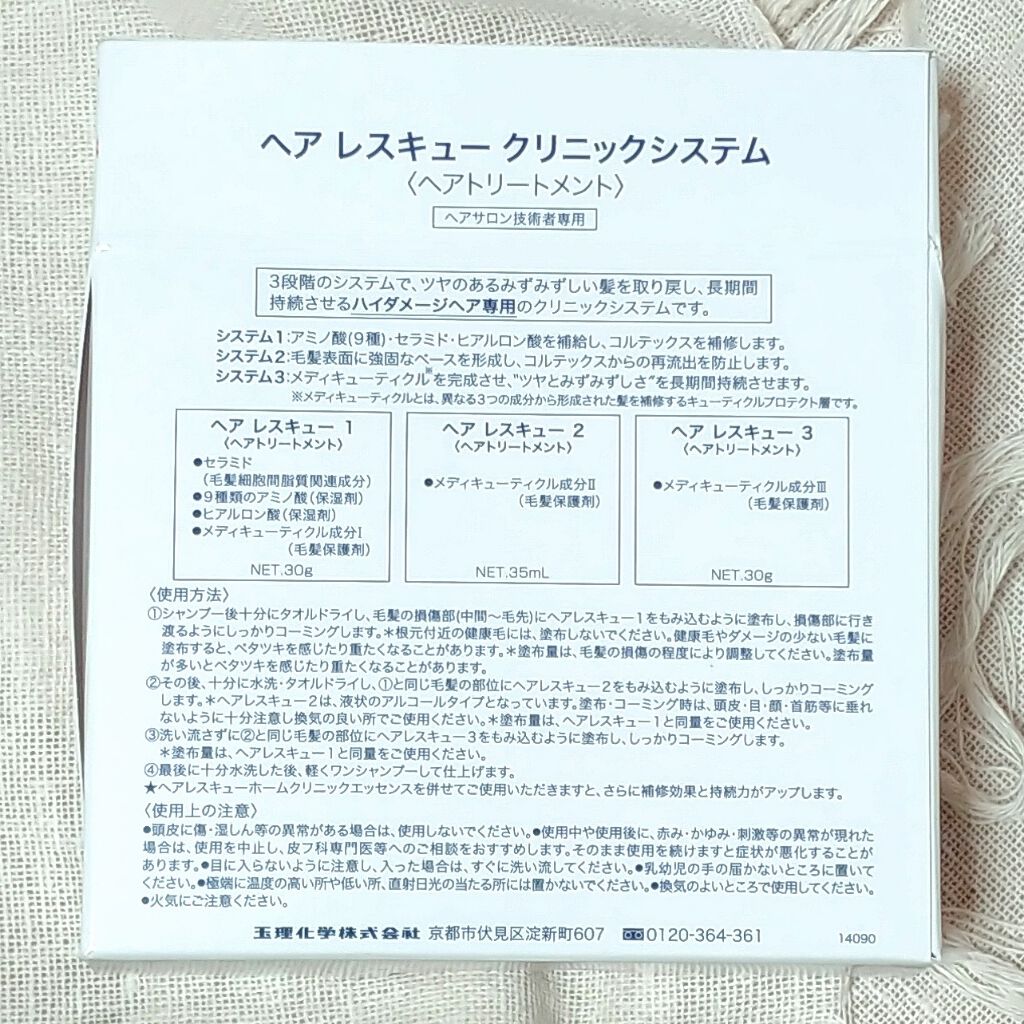 ヘア レスキュー クリニックシステム
〈ヘアトリートメント〉
ヘアサロン技術者専用
3段階のシステムで、ツヤのあるみずみずしい髪を取り戻し、長期間
持続させるハイダメージヘア専用のクリニックシステムです。
システム1:アミノ酸(9種)・セラミド・ヒアルロン酸を補給し、コルテックスを補修します。
システム2:毛髪表面に強固なベースを形成し、コルテックスからの再流出を防止します。
システム3:メディキューティクル※を完成させ、"ツヤとみずみずしさ"を長期間持続させます。
※メディキューティクルとは、異なる3つの成分から形成された髪を補修するキューティクルプロテクト層です。
ヘア レスキュー 1
〈ヘアトリートメント〉
●セラミド
(毛髪細胞間脂質関連成分)
●9種類のアミノ酸(保湿剤)
●ヒアルロン酸(保湿剤)
●メディキューティクル成分Ⅰ
(毛髪保護剤)
NET.30g
ヘア レスキュー 2
〈ヘアトリートメント〉
●メディキューティクル成分Ⅱ
(毛髪保護剤)
NET.35mL
ヘア レスキュー 3
〈ヘアトリートメント〉
●メディキューティクル成分Ⅲ
(毛髪保護剤)
NET.30g
〈使用方法〉
①シャンプー後十分にタオルドライし、毛髪の損傷部(中間〜毛先)にヘアレスキュー1をもみ込むように塗布し、損傷部に行き
渡るようにしっかりコーミングします。＊根元付近の健康毛には、塗布しないでください。健康毛やダメージの少ない毛髪に
塗布すると、ベタツキを感じたり重たくなることがあります。＊塗布量は、毛髪の損傷の程度により調整してください。塗布量
が多いとベタツキを感じたり重たくなることがあります。
②その後、十分に水洗・タオルドライし、①と同じ毛髪の部位にヘアレスキュー2をもみ込むように塗布し、しっかりコーミング
します。＊ヘアレスキュー2は、液状のアルコールタイプとなっています。塗布・コーミング時は、頭皮・目・顔・首筋等に垂れ
ないように十分注意し換気の良い所でご使用ください。＊塗布量は、ヘアレスキュー1と同量をご使用ください。
③洗い流さずに②と同じ毛髪の部位にヘアレスキュー3をもみ込むように塗布し、しっかりコーミングします。
＊塗布量は、ヘアレスキュー1と同量をご使用ください。
④最後に十分水洗した後、軽くワンシャンプーして仕上げます。
★ヘアレスキューホームクリニックエッセンスを併せてご使用いただきますと、さらに補修効果と持続力がアップします。
〈使用上の注意〉
●頭皮に傷・湿しん等の異常がある場合は、使用しないでください。●使用中や使用後に、赤み・かゆみ・刺激等の異常が現れた
場合は、使用を中止し、皮フ科専門医等へのご相談をおすすめします。そのまま使用を続けますと症状が悪化することが
あります。●目に入らないように注意し、入った場合は、すぐに洗い流してください。●乳幼児の手の届かないところに置いて
ください。●極端に温度の高い所や低い所、直射日光の当たる所には置かないでください。●換気のよいところで使用してください。
●火気にご注意ください。
玉理化学株式会社 京都市伏見区淀新町607 0120-364-361
14090